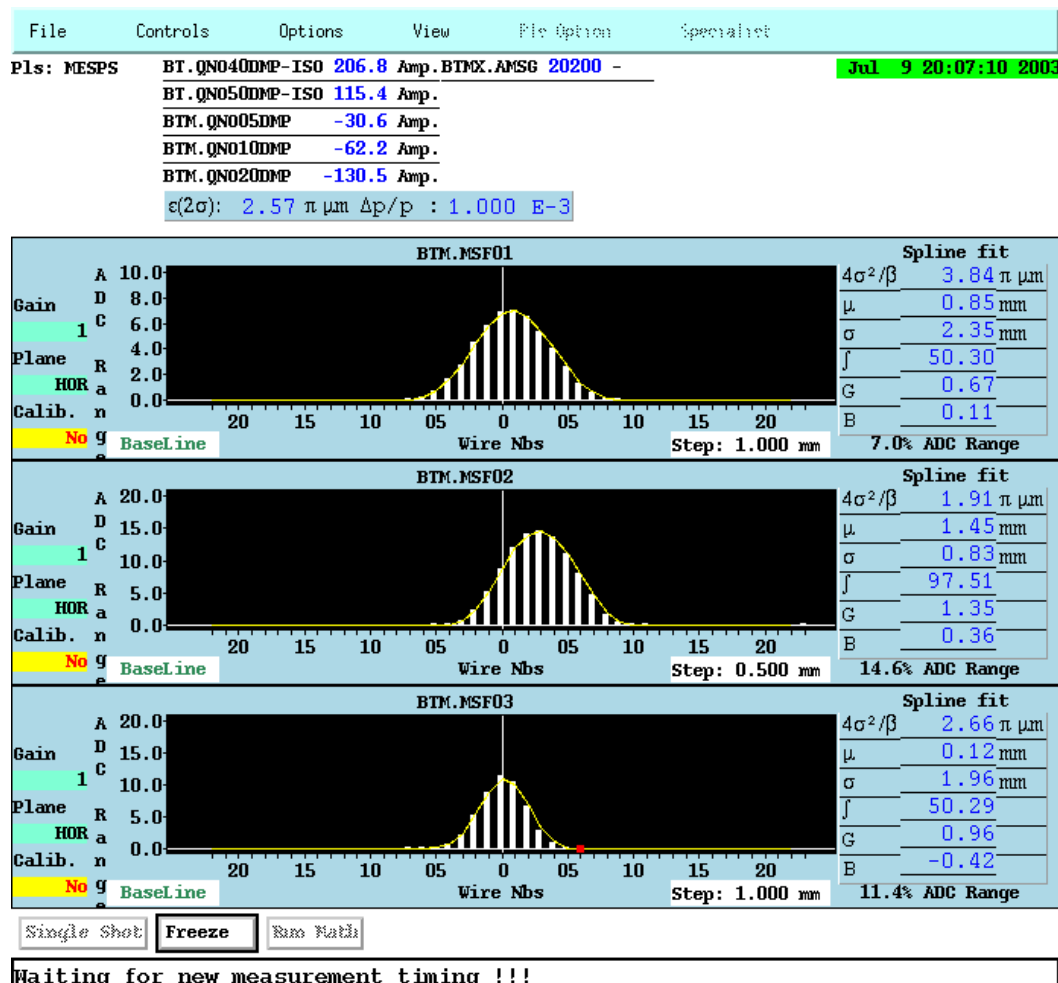 File Controls Options View Pls Option Specialist
Pls: MESPS BT.QNO40DMP-ISO 206.8 Amp. BTMX.AMSG 20200 - Jul 9 20:07:10 2003
BT.QNO50DMP-ISO 115.4 Amp.
BTM.QNO05DMP -30.6 Amp.
BTM.QNO10DMP -62.2 Amp.
BTM.QNO20DMP -130.5 Amp.
ε(2σ): 2.57 π μm Δp/p : 1.000 E-3
BTM.MSF01
ADC Range
10.0
8.0
6.0
4.0
2.0
0.0
Gain
1
Plane
HOR
Calib.
No
20 15 10 05 0 05 10 15 20
BaseLine Wire Nbs Step: 1.000 mm
Spline fit
4σ²/β 3.84 π μm
μ 0.85 mm
σ 2.35 mm
∫ 50.30
G 0.67
B 0.11
7.0% ADC Range
BTM.MSF02
ADC Range
20.0
15.0
10.0
5.0
0.0
Gain
1
Plane
HOR
Calib.
No
20 15 10 05 0 05 10 15 20
BaseLine Wire Nbs Step: 0.500 mm
Spline fit
4σ²/β 1.91 π μm
μ 1.45 mm
σ 0.83 mm
∫ 97.51
G 1.35
B 0.36
14.6% ADC Range
BTM.MSF03
ADC Range
20.0
15.0
10.0
5.0
0.0
Gain
1
Plane
HOR
Calib.
No
20 15 10 05 0 05 10 15 20
BaseLine Wire Nbs Step: 1.000 mm
Spline fit
4σ²/β 2.66 π μm
μ 0.12 mm
σ 1.96 mm
∫ 50.29
G 0.96
B -0.42
11.4% ADC Range
Single Shot Freeze Run Math
Waiting for new measurement timing !!!